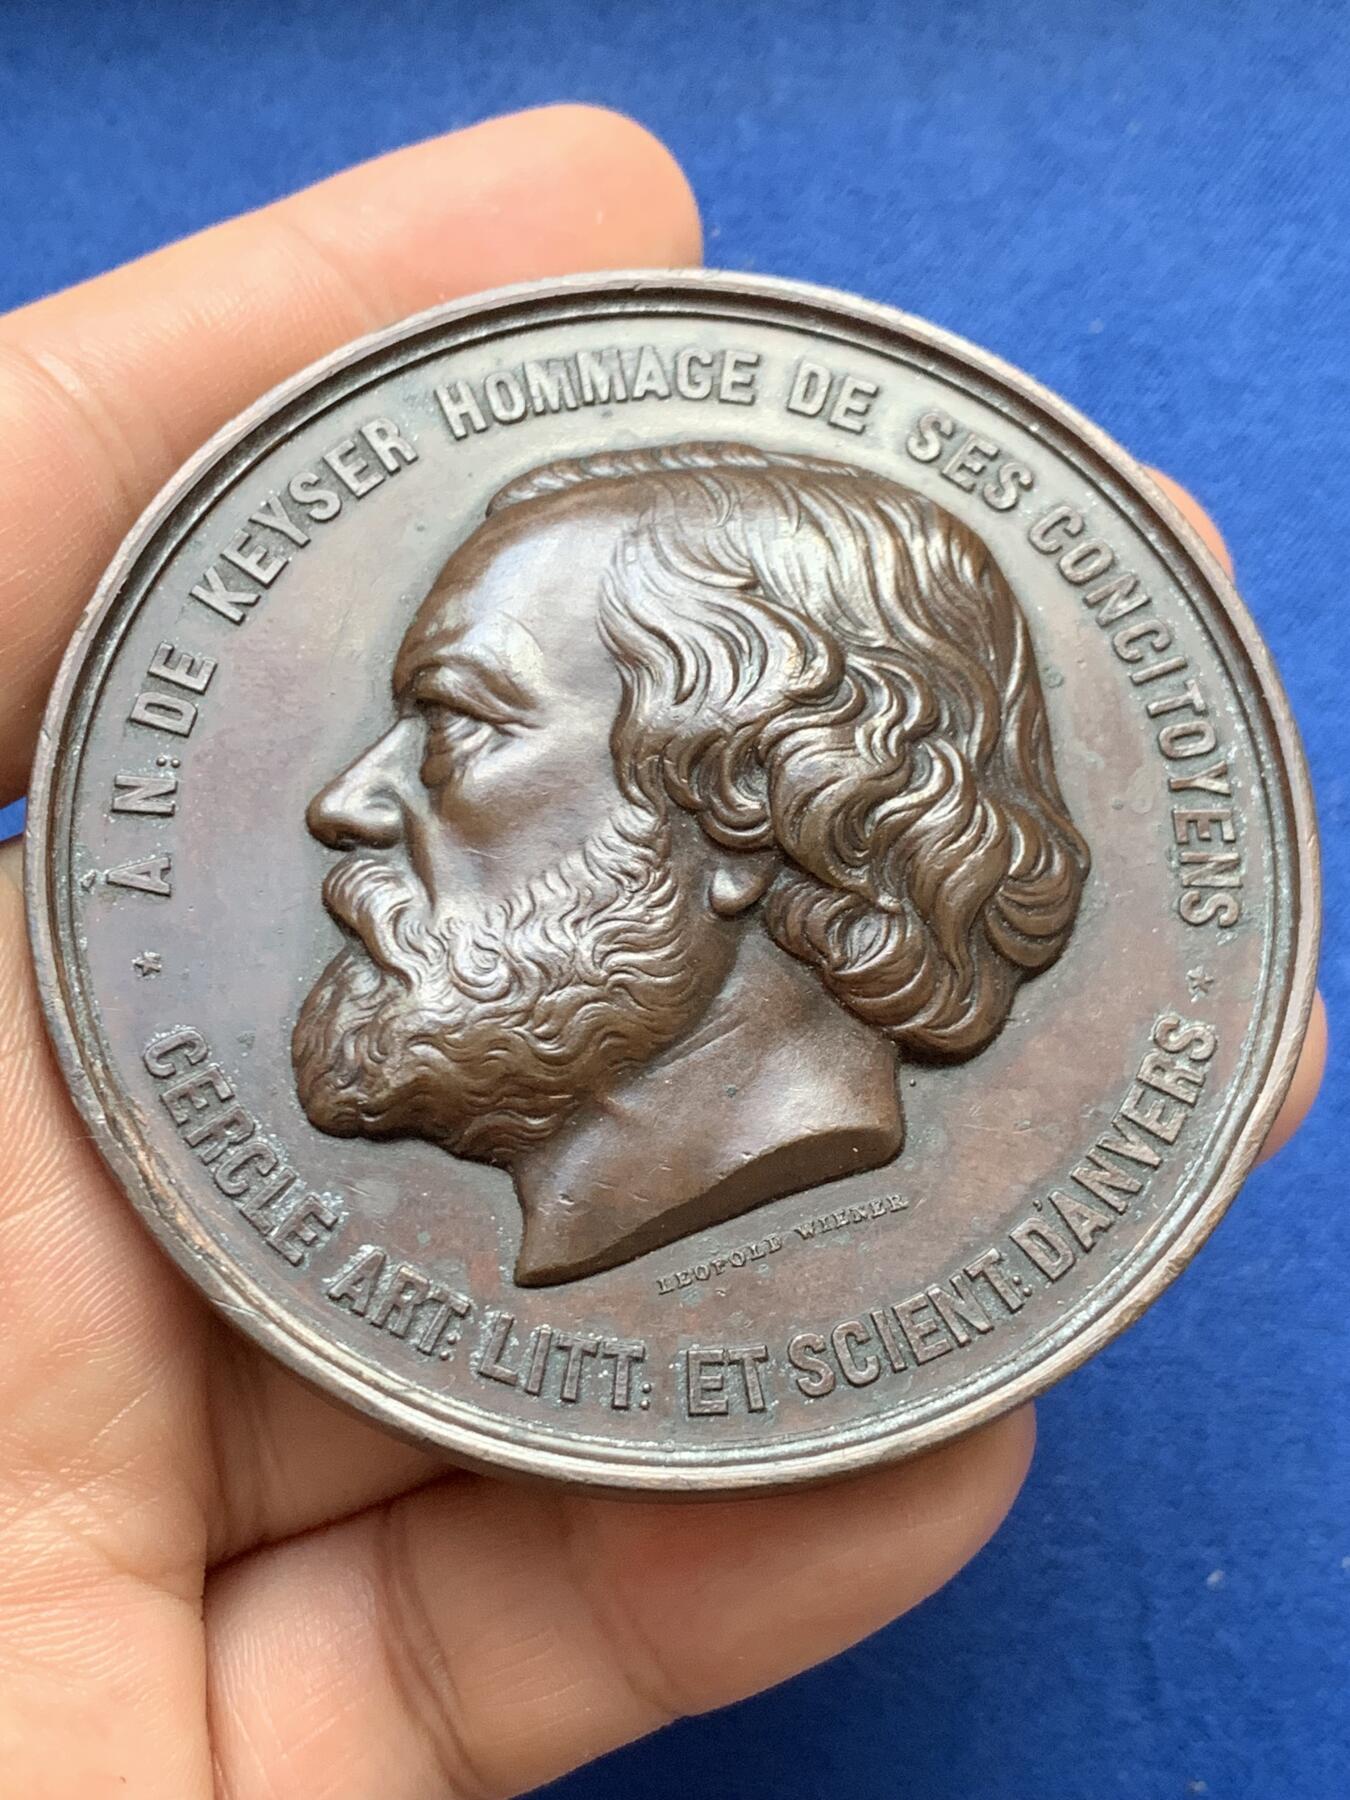 À N: DE KEYSER HOMMAGE DE SES CONCITOYENS
* CERCLE ART: LITT: ET SCIENT: D'ANVERS *
LEOPOLD WIENER